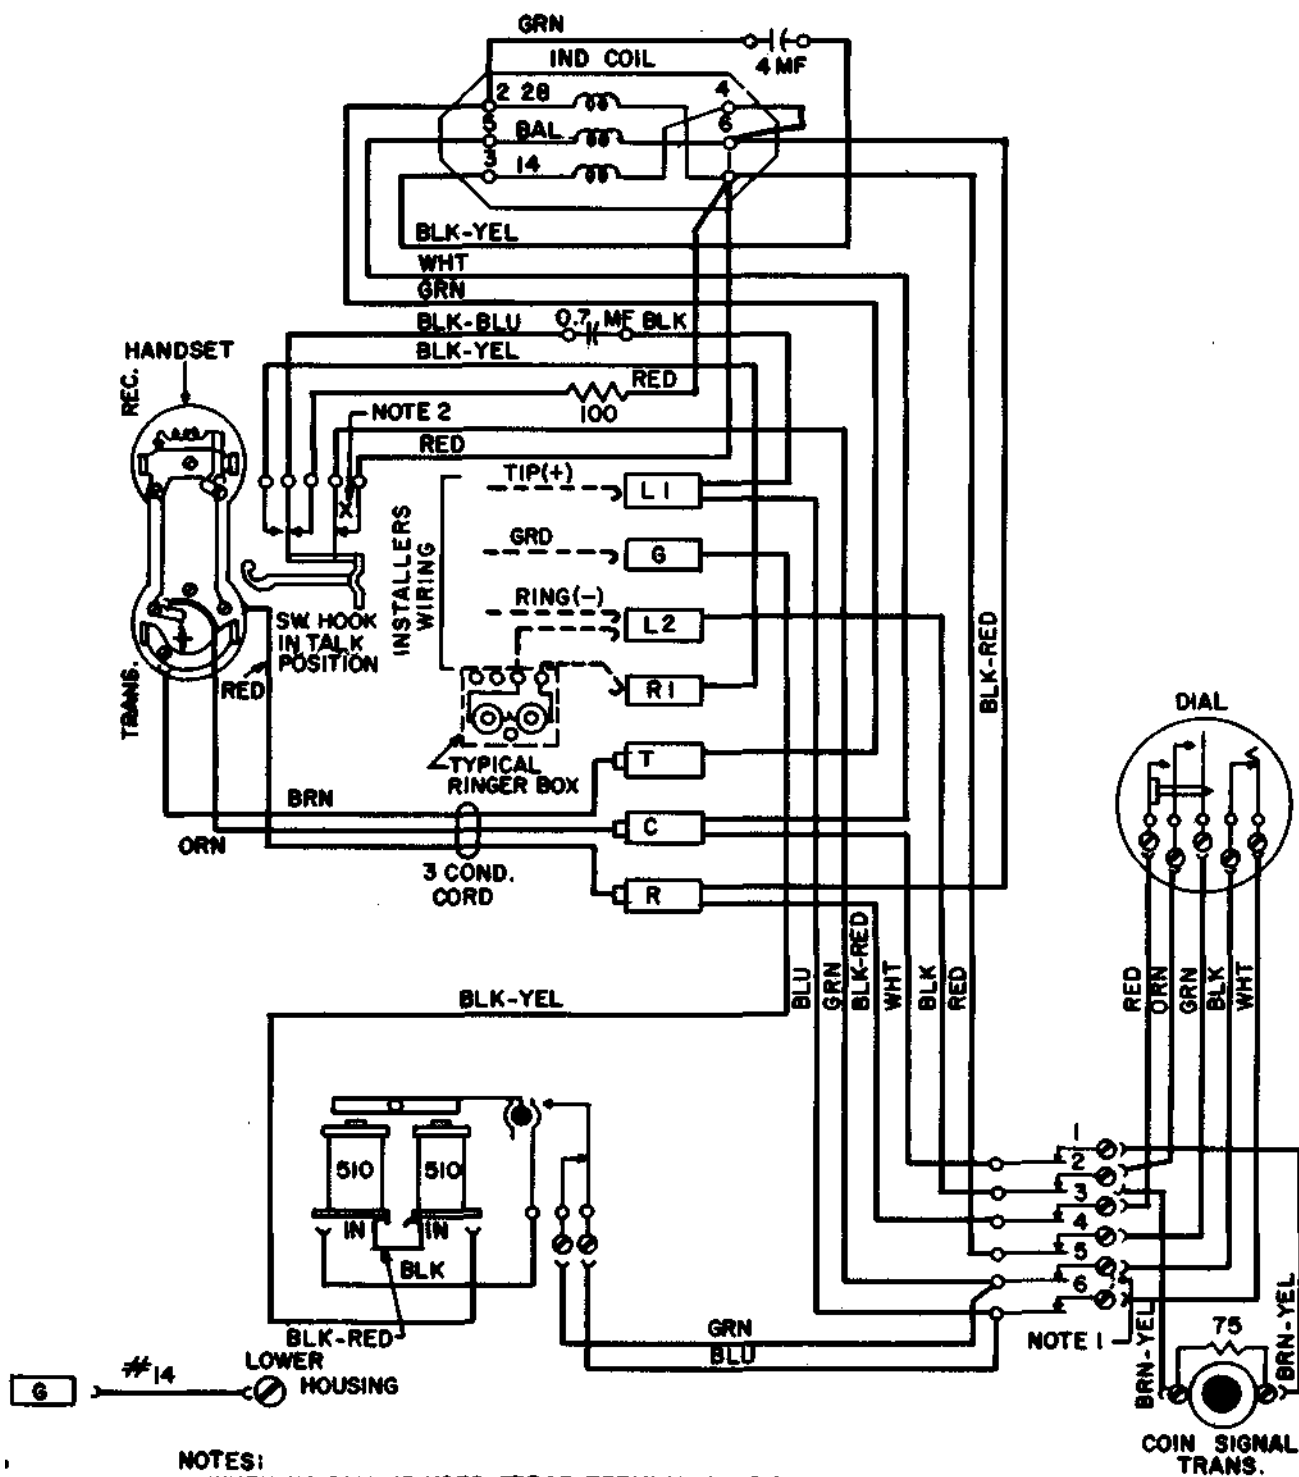 GRN
4 MF
IND COIL
2 28
4
5
BAL
6
3
14
BLK-YEL
WHT
GRN
BLK-BLU
0.7 MF
BLK
BLK-YEL
RED
100
HANDSET
REC.
NOTE 2
RED
X
TIP(+)
L1
GRD
G
RING(-)
L2
R1
INSTALLERS
WIRING
SW. HOOK
IN TALK
POSITION
RED
TRANS.
TYPICAL
RINGER BOX
T
C
R
BRN
ORN
3 COND.
CORD
BLK-RED
DIAL
BLU
GRN
BLK-RED
WHT
BLK
RED
RED
ORN
GRN
BLK
WHT
BLK-YEL
510
510
IN
IN
BLK
BLK-RED
GRN
BLU
1
2
3
4
5
6
NOTE 1
BRN-YEL
75
BRN-YEL
COIN SIGNAL
TRANS.
G
#14
LOWER
HOUSING
NOTES: